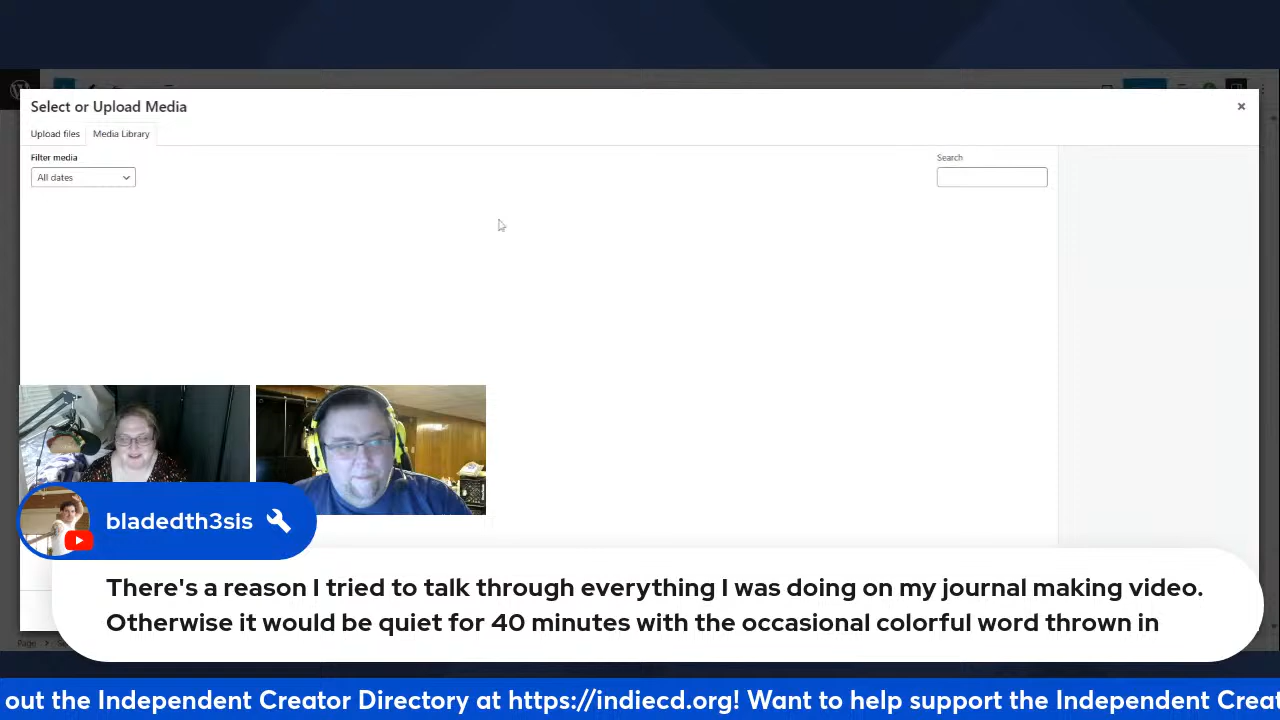 Select or Upload Media
Upload files
Media Library
Filter media
Search
All dates
bladedth3sis
There's a reason I tried to talk through everything I was doing on my journal making video.
Otherwise it would be quiet for 40 minutes with the occasional colorful word thrown in
Page
out the Independent Creator Directory at https://indiecd.org! Want to help support the Independent Creat